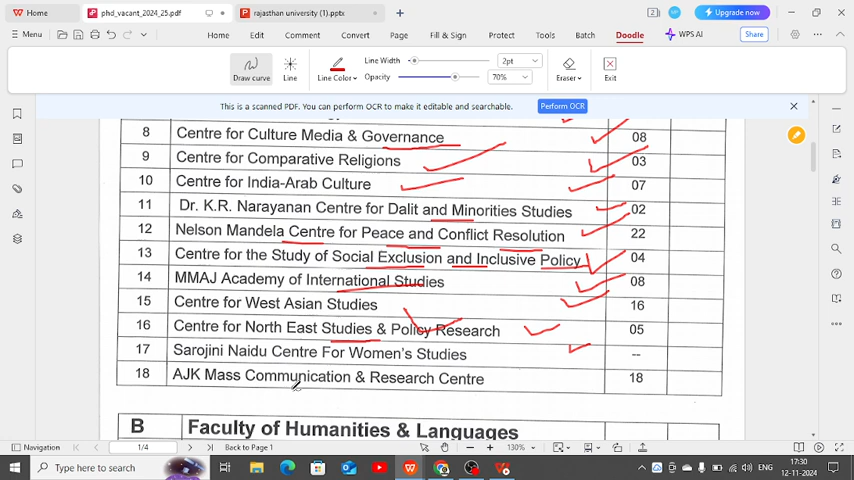 Home
phd_vacant_2024_25.pdf
rajasthan university (1).pptx
Upgrade now
Menu
Home
Edit
Comment
Convert
Page
Fill & Sign
Protect
Tools
Batch
Doodle
WPS AI
Share
Draw curve
Line
Line Color
Line Width
2pt
Opacity
70%
Eraser
Exit
This is a scanned PDF. You can perform OCR to make it editable and searchable.
Perform OCR
8 Centre for Culture Media & Governance 08
9 Centre for Comparative Religions 03
10 Centre for India-Arab Culture 07
11 Dr. K.R. Narayanan Centre for Dalit and Minorities Studies 02
12 Nelson Mandela Centre for Peace and Conflict Resolution 22
13 Centre for the Study of Social Exclusion and Inclusive Policy 04
14 MMAJ Academy of International Studies 08
15 Centre for West Asian Studies 16
16 Centre for North East Studies & Policy Research 05
17 Sarojini Naidu Centre For Women's Studies --
18 AJK Mass Communication & Research Centre 18
B Faculty of Humanities & Languages
Navigation
1/4
Back to Page 1
130%
Type here to search
ENG
17:30
12-11-2024